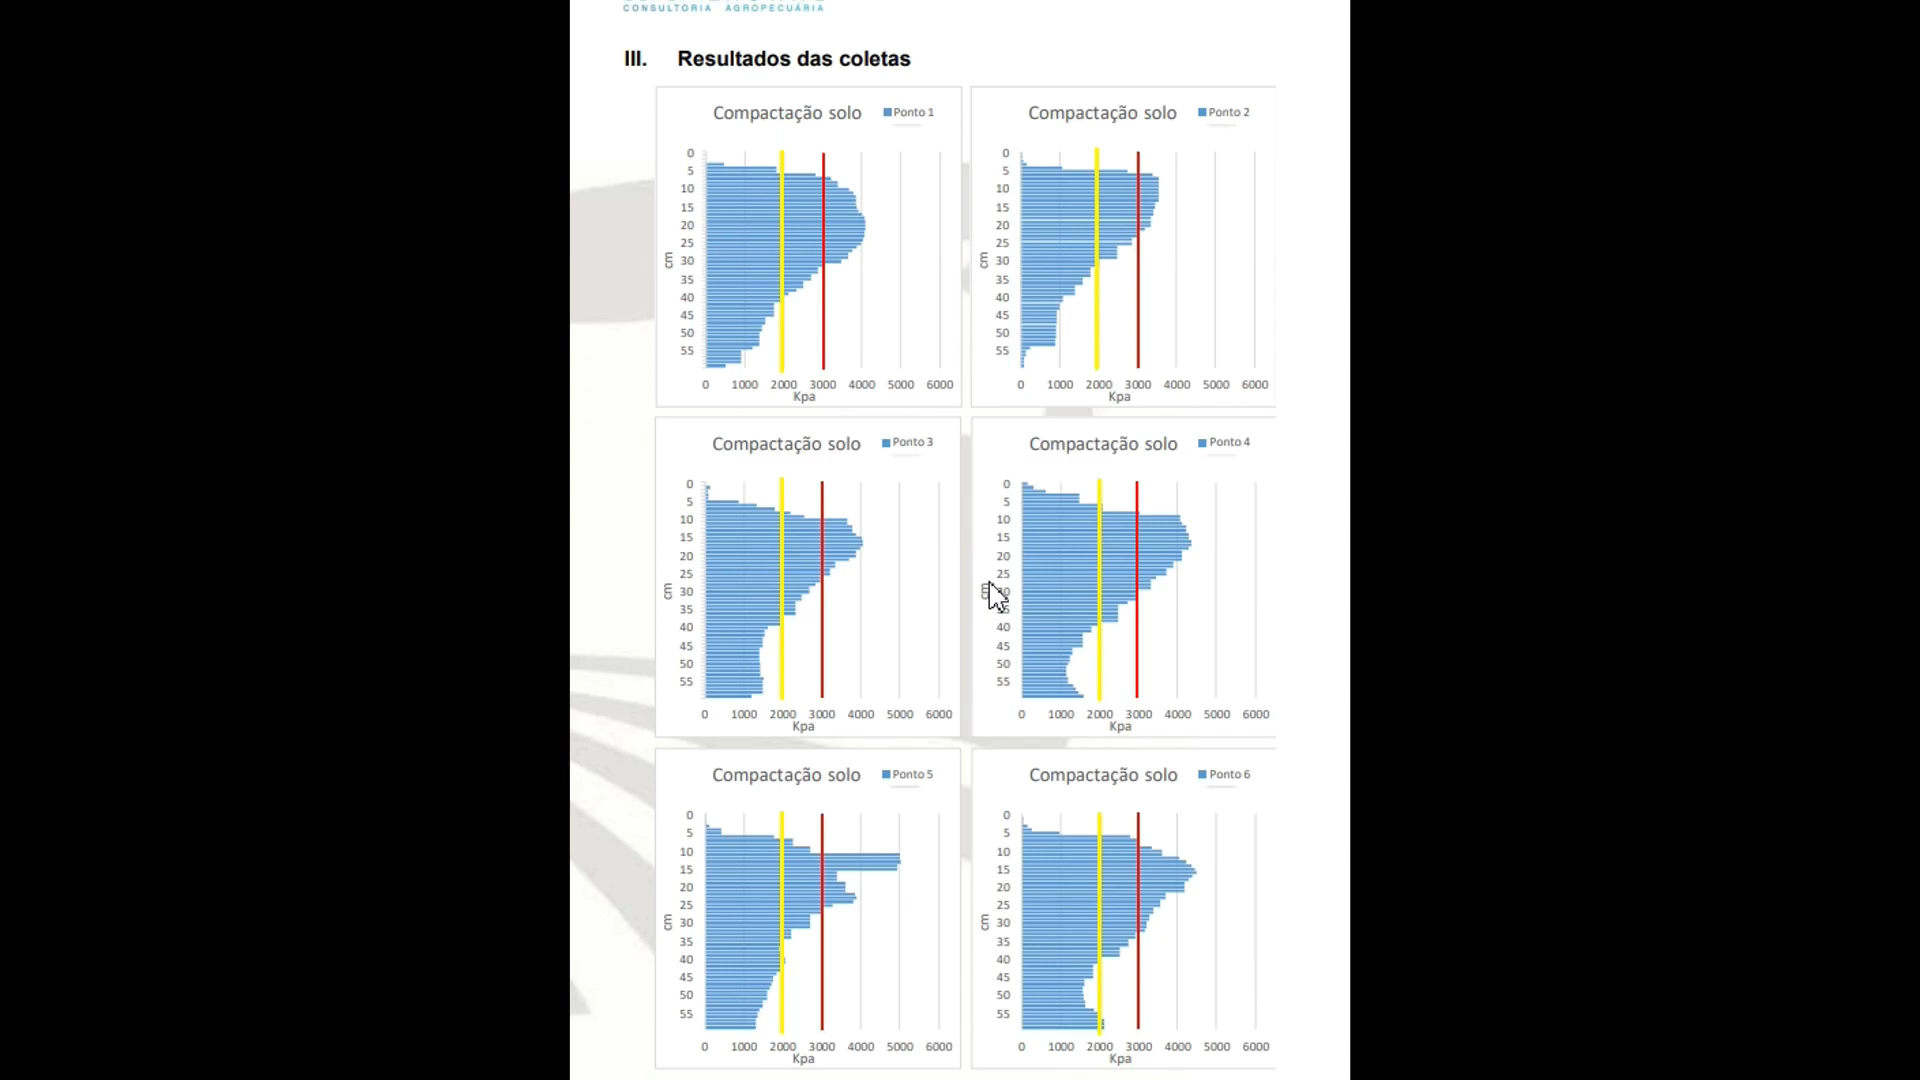 CONSULTORIA AGROPECUÁRIA
III. Resultados das coletas
Compactação solo
Ponto 1
0
5
10
15
20
25
30
35
40
45
50
55
cm
0 1000 2000 3000 4000 5000 6000
Kpa
Compactação solo
Ponto 2
0
5
10
15
20
25
30
35
40
45
50
55
cm
0 1000 2000 3000 4000 5000 6000
Kpa
Compactação solo
Ponto 3
0
5
10
15
20
25
30
35
40
45
50
55
cm
0 1000 2000 3000 4000 5000 6000
Kpa
Compactação solo
Ponto 4
0
5
10
15
20
25
30
35
40
45
50
55
0 1000 2000 3000 4000 5000 6000
Kpa
Compactação solo
Ponto 5
0
5
10
15
20
25
30
35
40
45
50
55
cm
0 1000 2000 3000 4000 5000 6000
Kpa
Compactação solo
Ponto 6
0
5
10
15
20
25
30
35
40
45
50
55
cm
0 1000 2000 3000 4000 5000 6000
Kpa